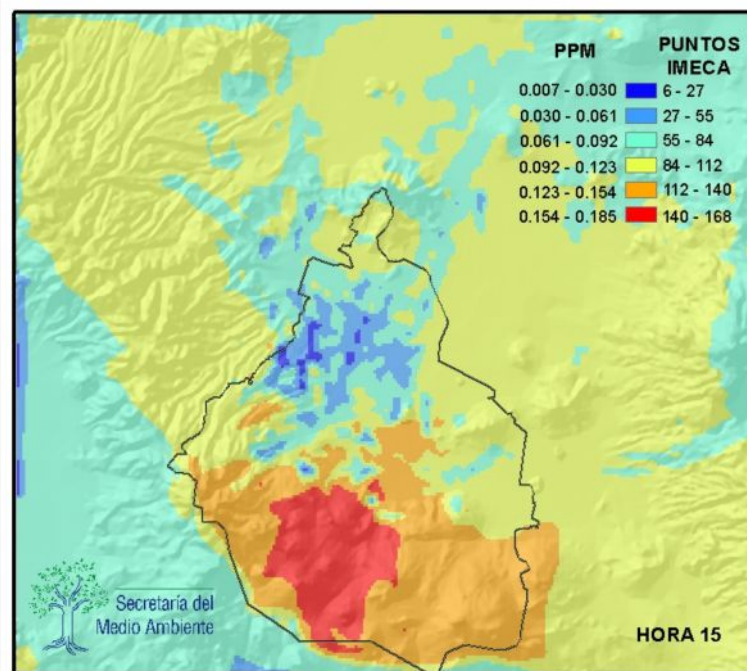 PPM PUNTOS IMECA
0.007 - 0.030 6 - 27
0.030 - 0.061 27 - 55
0.061 - 0.092 55 - 84
0.092 - 0.123 84 - 112
0.123 - 0.154 112 - 140
0.154 - 0.185 140 - 168
Secretaría del
Medio Ambiente
HORA 15